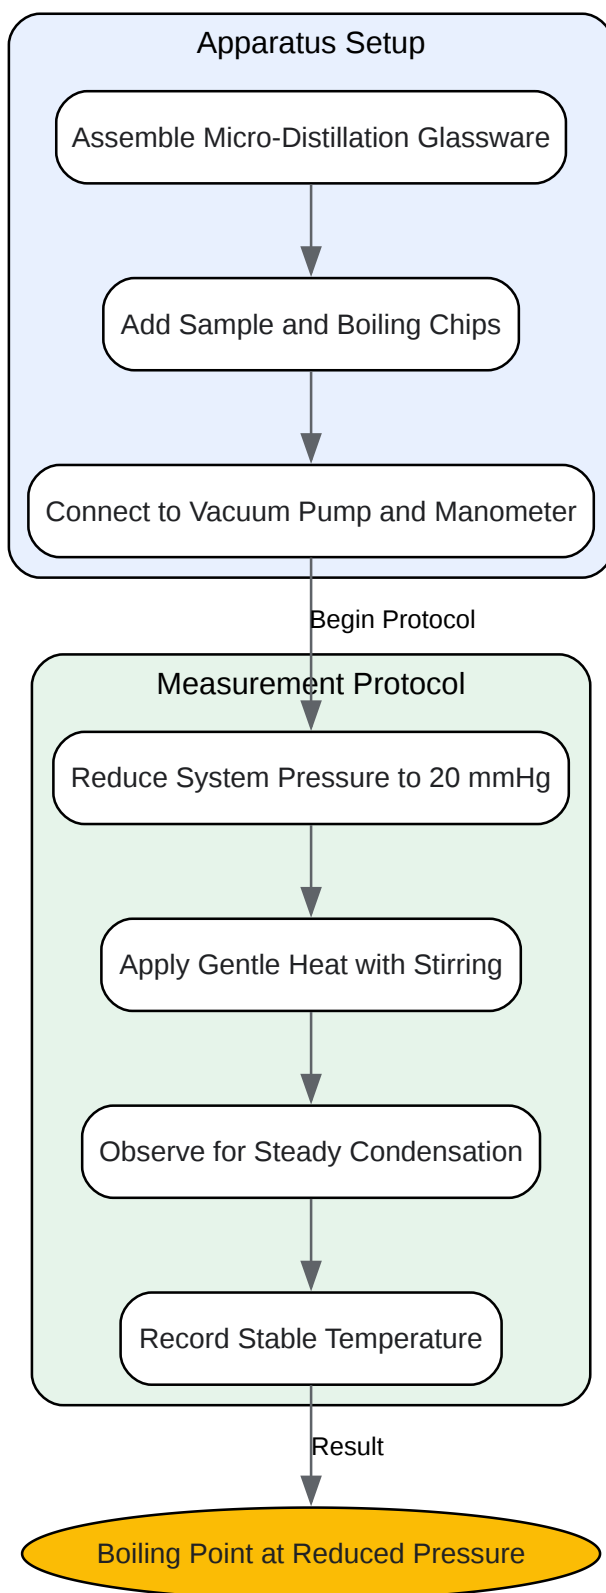 Apparatus Setup
Assemble Micro-Distillation Glassware
Add Sample and Boiling Chips
Connect to Vacuum Pump and Manometer
Begin Protocol
Measurement Protocol
Reduce System Pressure to 20 mmHg
Apply Gentle Heat with Stirring
Observe for Steady Condensation
Record Stable Temperature
Result
Boiling Point at Reduced Pressure